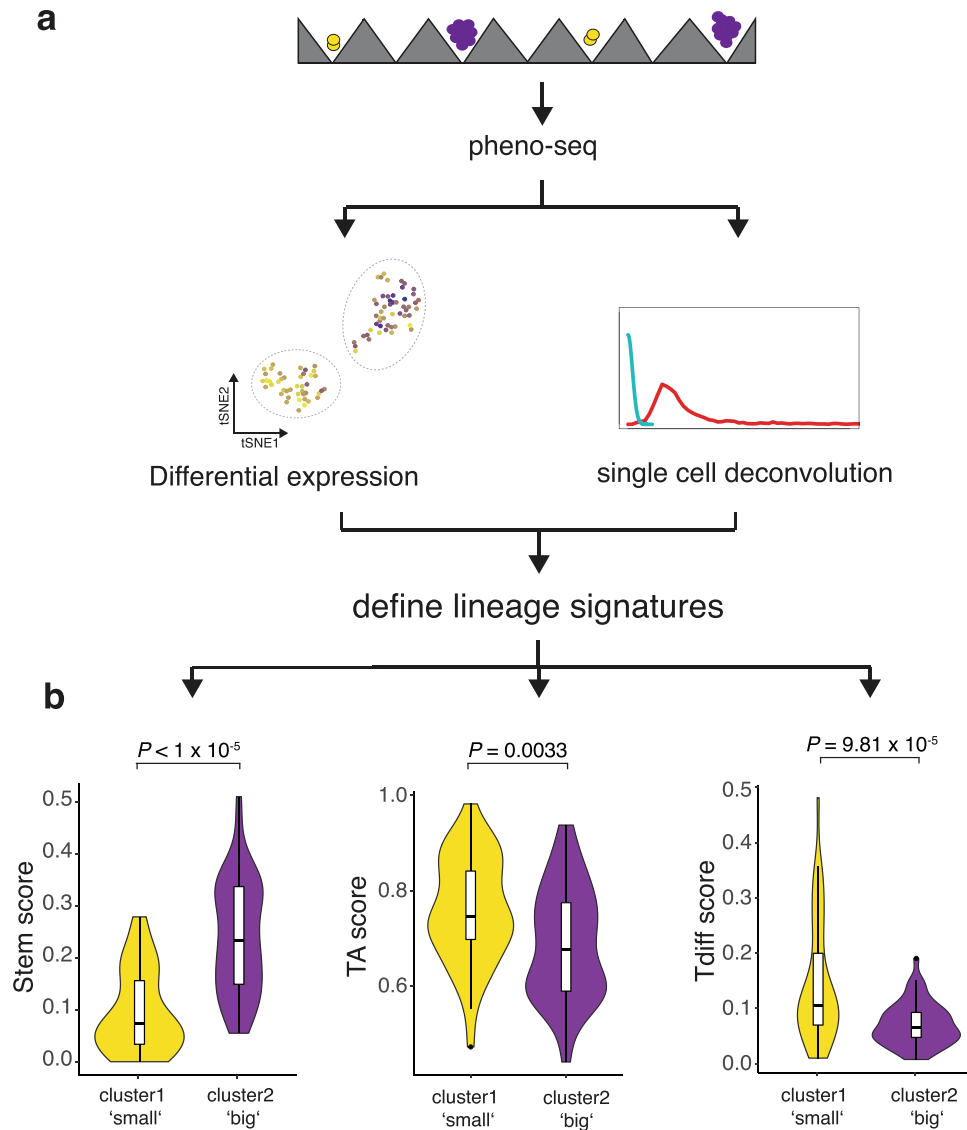 a
pheno-seq
tSNE2
tSNE1
Differential expression
single cell deconvolution
define lineage signatures
b
P < 1 x 10-5
P = 0.0033
P = 9.81 x 10-5
Stem score
0.5
0.4
0.3
0.2
0.1
0.0
cluster1
‘small‘
cluster2
‘big‘
TA score
1.0
0.8
0.6
cluster1
‘small‘
cluster2
‘big‘
Tdiff score
0.5
0.4
0.3
0.2
0.1
0.0
cluster1
‘small‘
cluster2
‘big‘